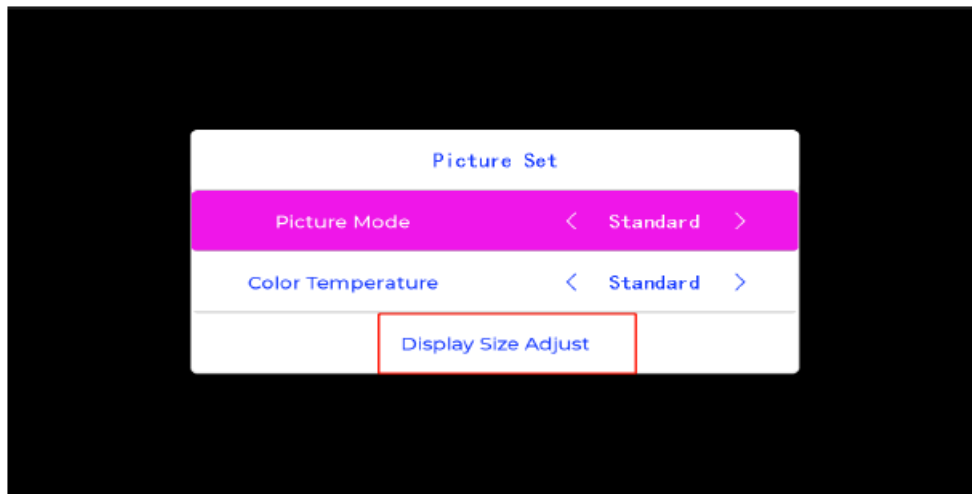 Picture Set
Picture Mode < Standard >
Color Temperature < Standard >
Display Size Adjust